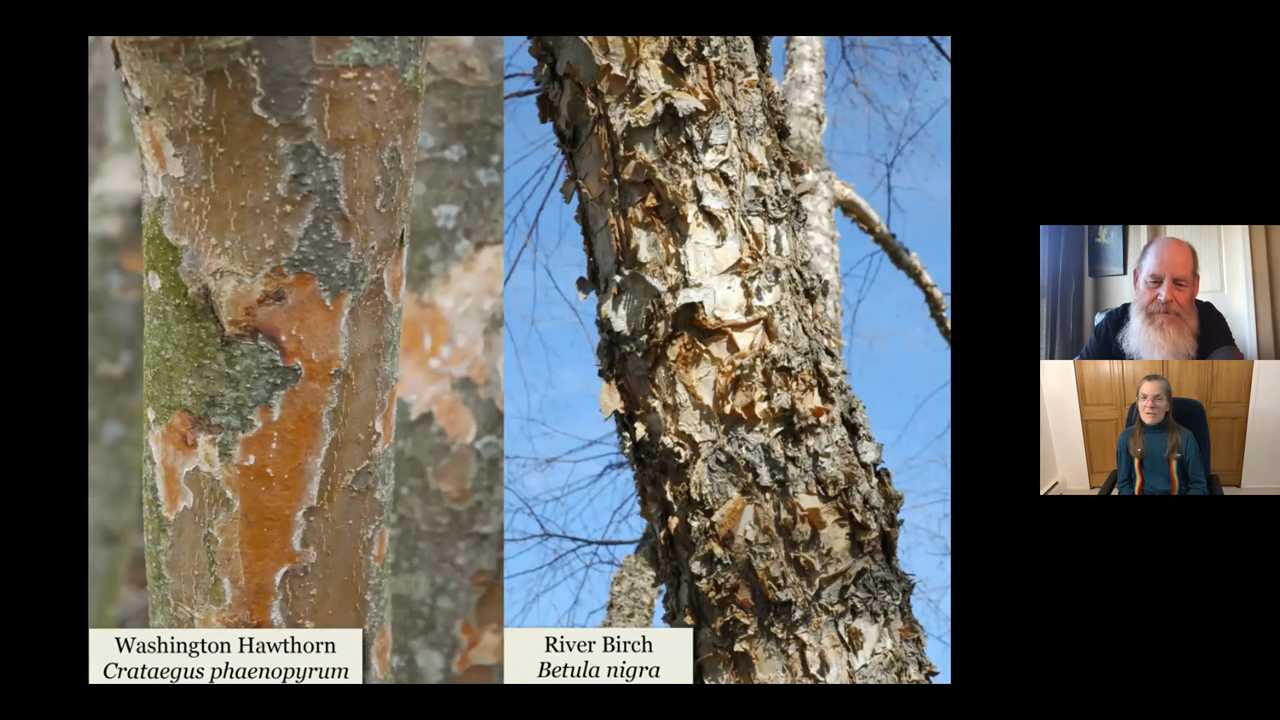 Washington Hawthorn
Crataegus phaenopyrum
River Birch
Betula nigra